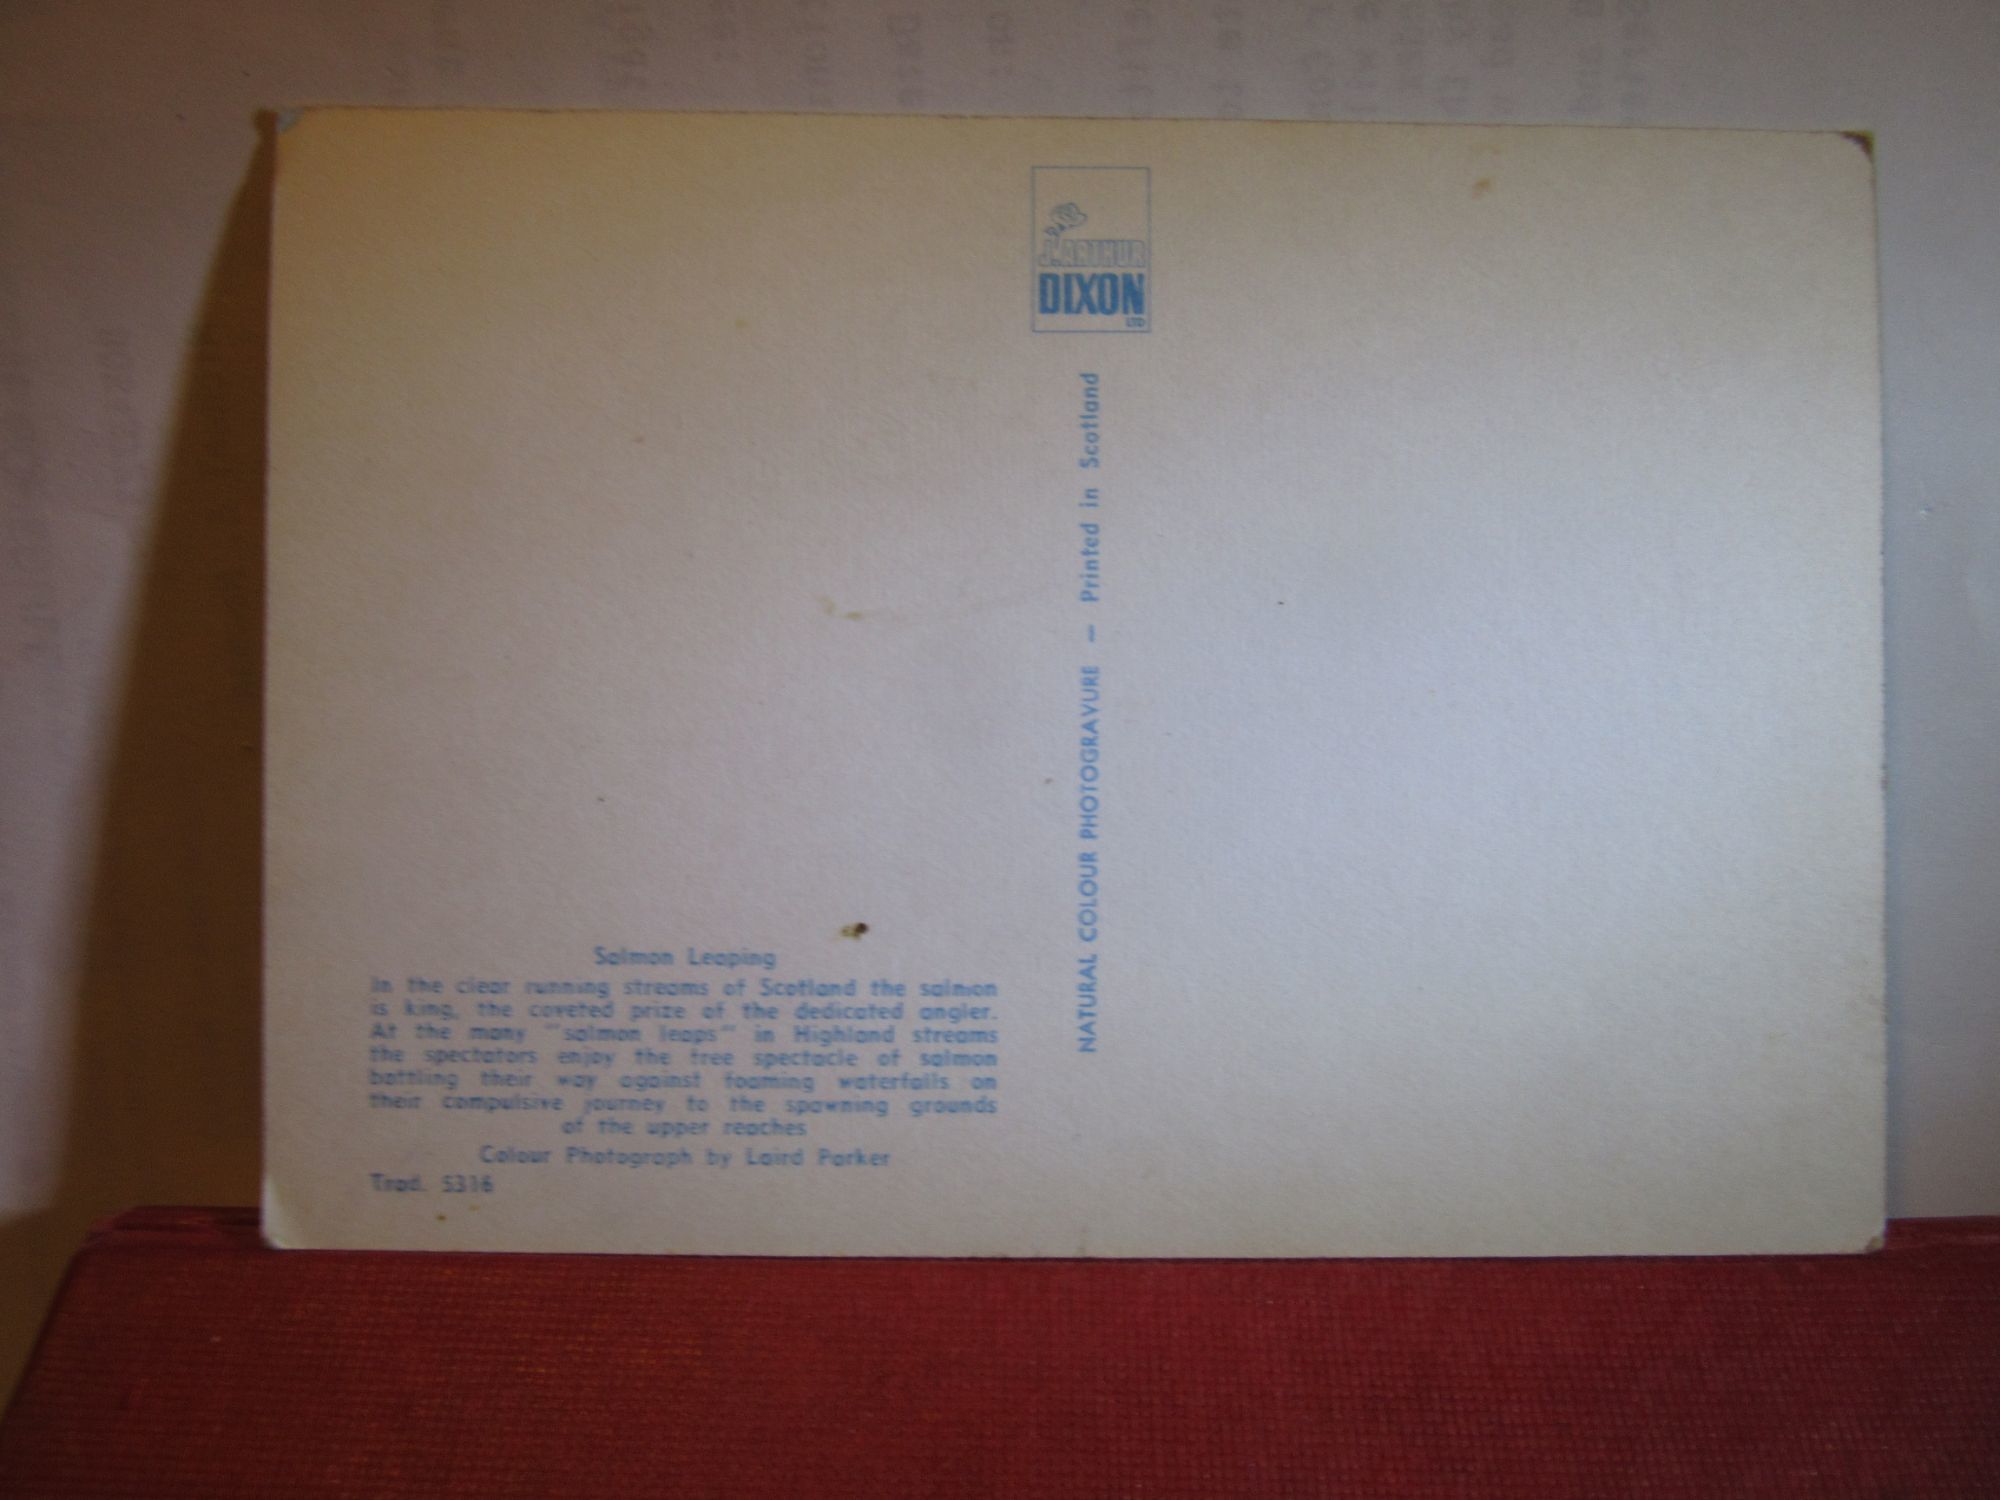 J. ARTHUR
DIXON
LTD
NATURAL COLOUR PHOTOGRAVURE – Printed in Scotland
Salmon Leaping
In the clear running streams of Scotland the salmon
is king, the coveted prize of the dedicated angler.
At the many "salmon leaps" in Highland streams
the spectators enjoy the free spectacle of salmon
battling their way against foaming waterfalls on
their compulsive journey to the spawning grounds
of the upper reaches
Colour Photograph by Laird Parker
Trad. 5316